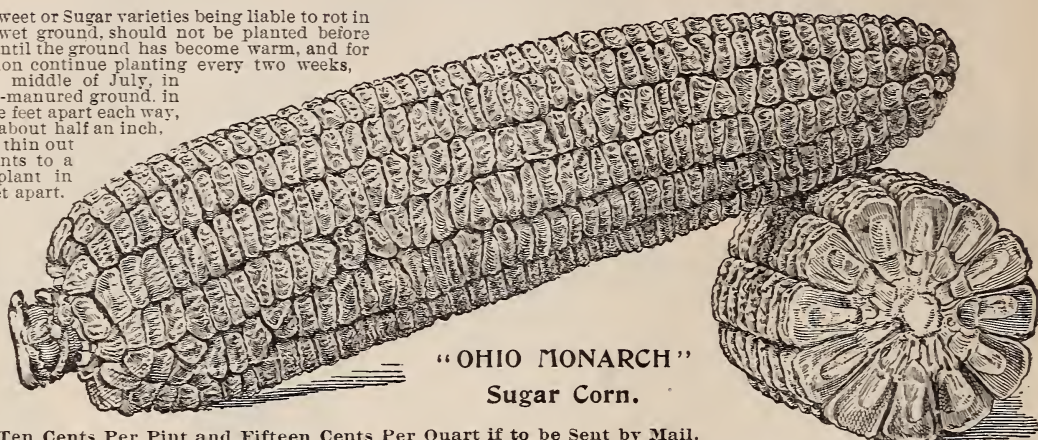 weet or Sugar varieties being liable to rot in
wet ground, should not be planted before
ntil the ground has become warm, and for
on continue planting every two weeks,
middle of July, in
-manured ground. in
e feet apart each way,
about half an inch.
thin out
nts to a
plant in
et apart.
“OHIO MONARCH”
Sugar Corn.
Ten Cents Per Pint and Fifteen Cents Per Quart if to be Sent by Mail.